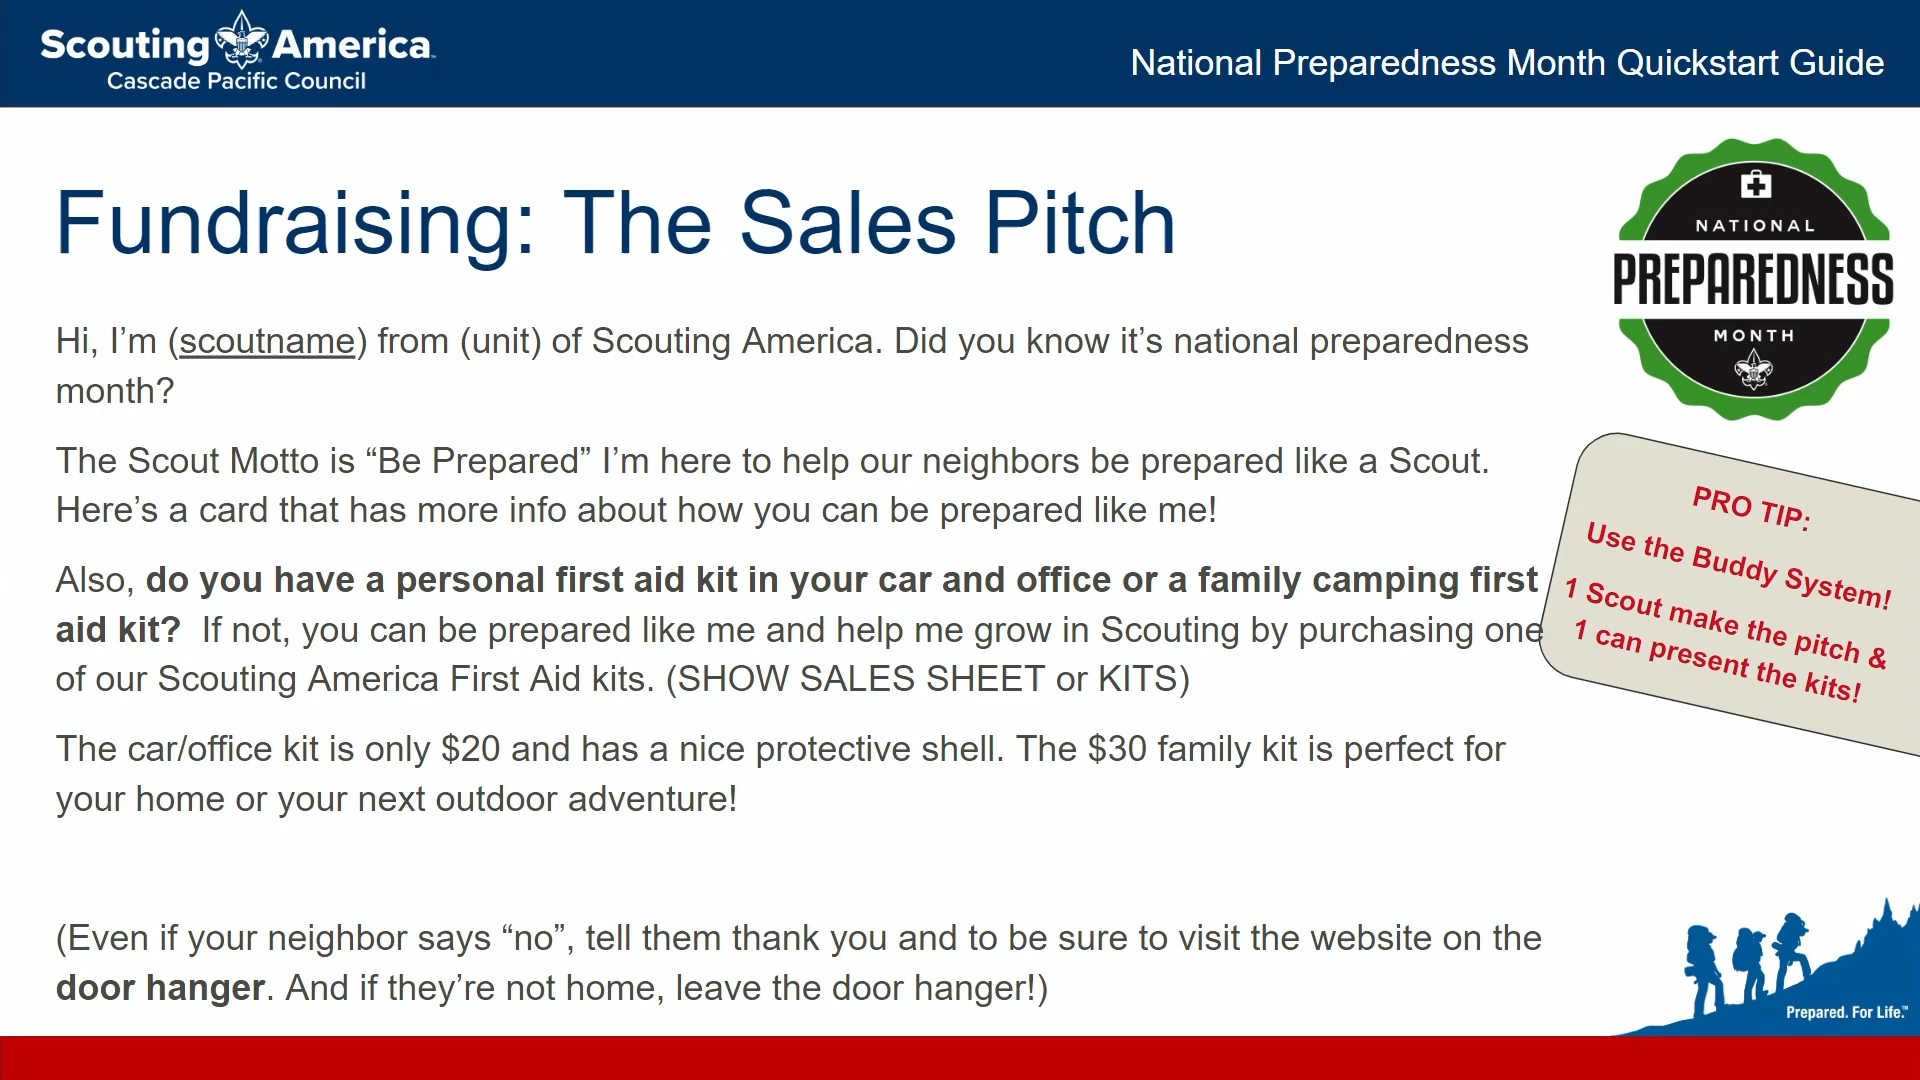 Scouting America
Cascade Pacific Council
National Preparedness Month Quickstart Guide
Fundraising: The Sales Pitch
NATIONAL
PREPAREDNESS
MONTH
Hi, I’m (scoutname) from (unit) of Scouting America. Did you know it’s national preparedness
month?
The Scout Motto is “Be Prepared” I’m here to help our neighbors be prepared like a Scout.
Here’s a card that has more info about how you can be prepared like me!
Also, do you have a personal first aid kit in your car and office or a family camping first
aid kit?  If not, you can be prepared like me and help me grow in Scouting by purchasing one
of our Scouting America First Aid kits. (SHOW SALES SHEET or KITS)
The car/office kit is only $20 and has a nice protective shell. The $30 family kit is perfect for
your home or your next outdoor adventure!
(Even if your neighbor says “no”, tell them thank you and to be sure to visit the website on the
door hanger. And if they’re not home, leave the door hanger!)
PRO TIP:
Use the Buddy System!
1 Scout make the pitch &
1 can present the kits!
Prepared. For Life.™